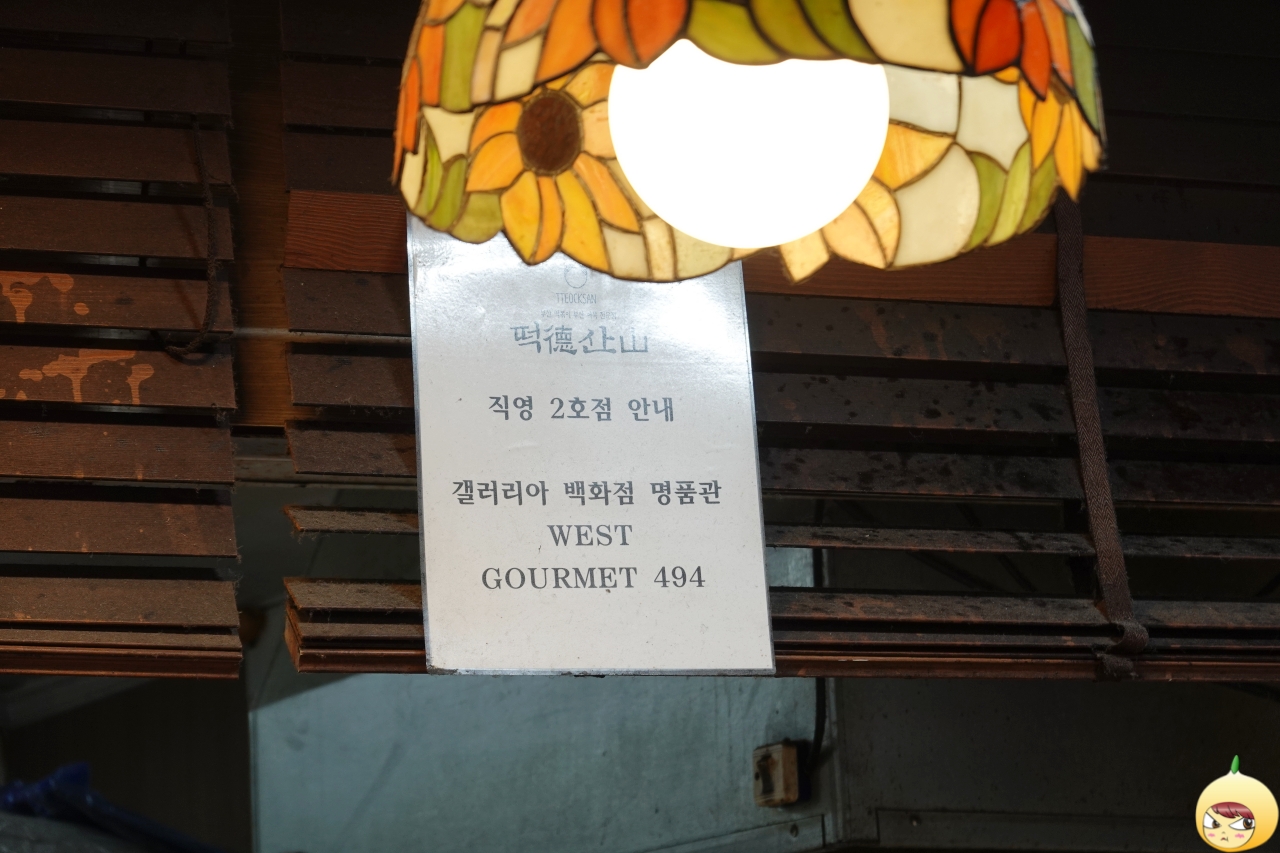 TTEOCKSAN
떡德산山
직영 2호점 안내
갤러리아 백화점 명품관
WEST
GOURMET 494